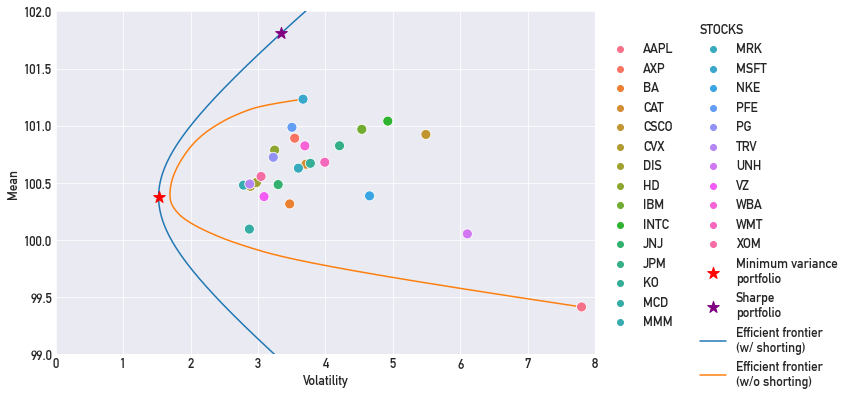 102.0
101.5
101.0
100.5
100.0
99.5
99.0
Mean
0 1 2 3 4 5 6 7 8
Volatility
STOCKS
AAPL
AXP
BA
CAT
CSCO
CVX
DIS
HD
IBM
INTC
JNJ
JPM
KO
MCD
MMM
MRK
MSFT
NKE
PFE
PG
TRV
UNH
VZ
WBA
WMT
XOM
Minimum variance
portfolio
Sharpe
portfolio
Efficient frontier
(w/ shorting)
Efficient frontier
(w/o shorting)